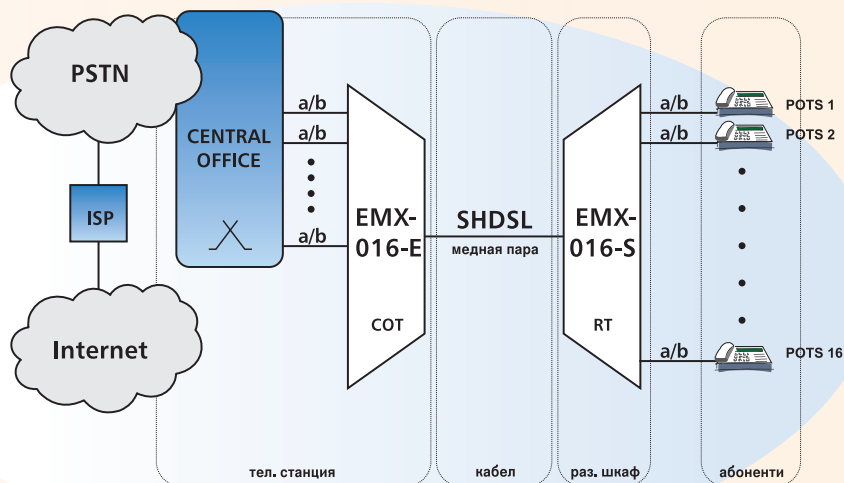 PSTN
CENTRAL
OFFICE
ISP
Internet
a/b
a/b
a/b
EMX-
016-E
COT
SHDSL
медная пара
EMX-
016-S
RT
a/b
a/b
a/b
POTS 1
POTS 2
POTS 16
тел. станция
кабел
раз. шкаф
абоненти